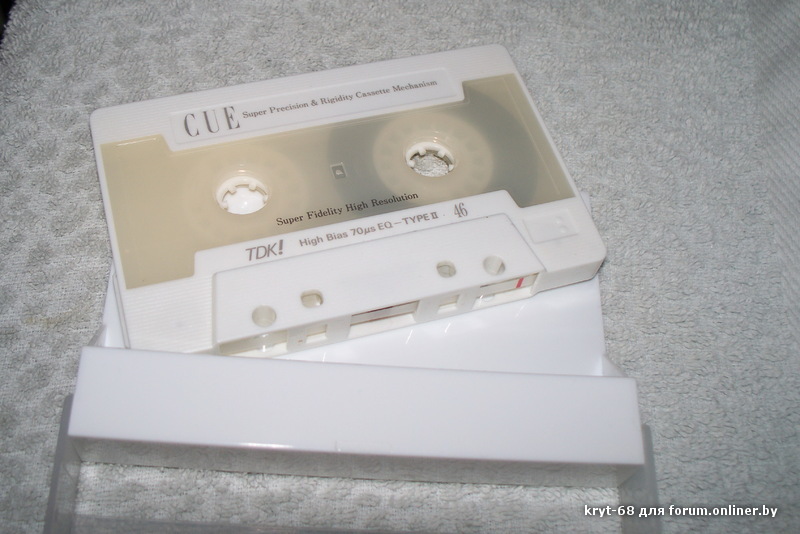 CUE Super Precision & Rigidity Cassette Mechanism
Super Fidelity High Resolution
TDK! High Bias 70µs EQ–TYPE II 46
kryt-68 для forum.onliner.by